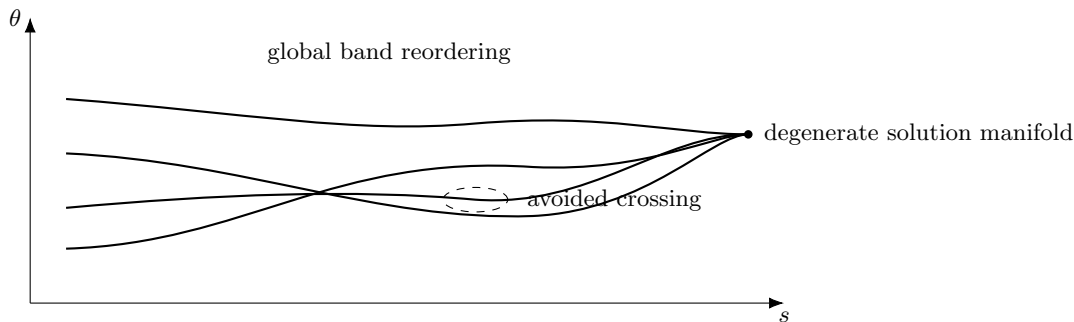 θ
global band reordering
degenerate solution manifold
avoided crossing
s